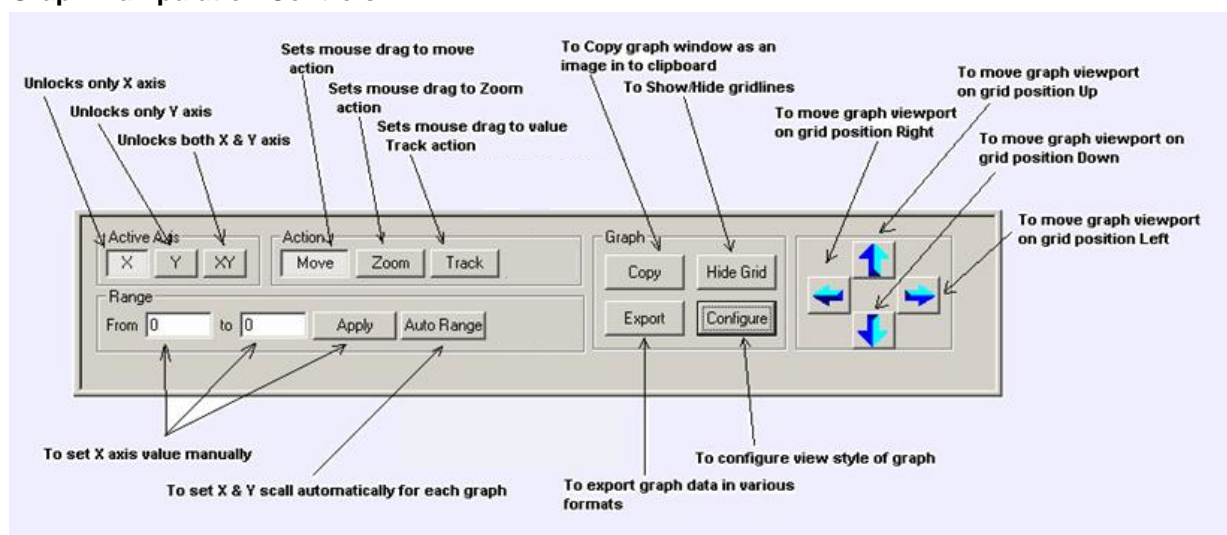 Sets mouse drag to move
action
To Copy graph window as an
image in to clipboard
Unlocks only X axis
Sets mouse drag to Zoom
action
To Show/Hide gridlines
To move graph viewport
on grid position Up
Unlocks only Y axis
Sets mouse drag to value
Track action
To move graph viewport
on grid position Right
Unlocks both X & Y axis
To move graph viewport on
grid position Down
To move graph viewport
on grid position Left
Active Axis
X Y XY
Action
Move Zoom Track
Graph
Copy Hide Grid
Export Configure
Range
From 0 to 0 Apply Auto Range
To set X axis value manually
To set X & Y scall automatically for each graph
To configure view style of graph
To export graph data in various
formats